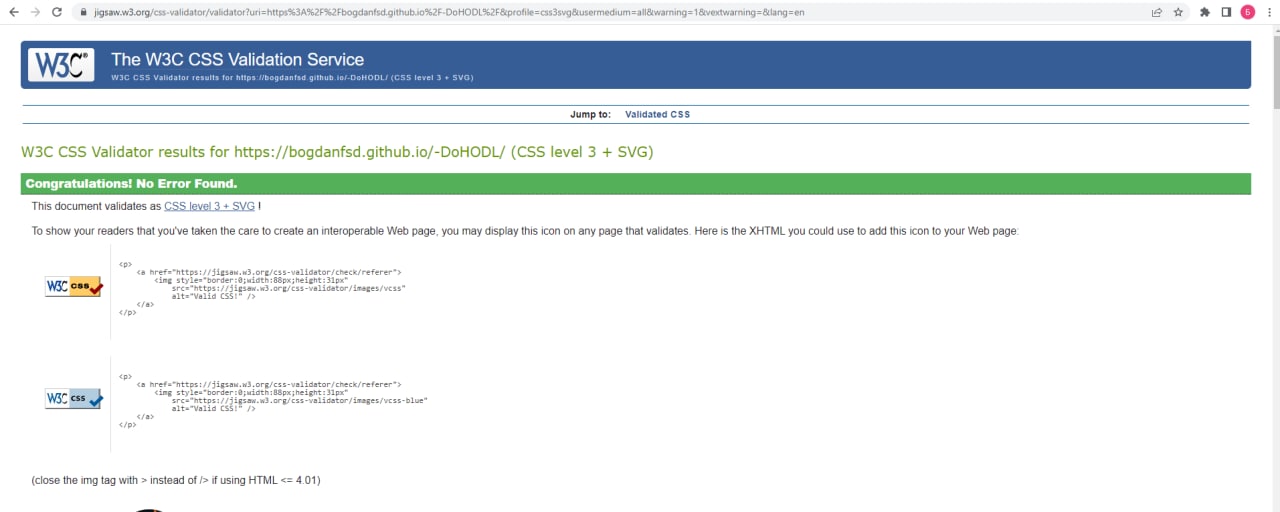 jigsaw.w3.org/css-validator/validator?uri=https%3A%2F%2Fbogdanfsd.github.io%2F-DoHODL%2F&profile=css3svg&usermedium=all&warning=1&vextwarning=&lang=en
Б
W3C®
The W3C CSS Validation Service
W3C CSS Validator results for https://bogdanfsd.github.io/-DoHODL/ (CSS level 3 + SVG)
Jump to: Validated CSS
W3C CSS Validator results for https://bogdanfsd.github.io/-DoHODL/ (CSS level 3 + SVG)
Congratulations! No Error Found.
This document validates as CSS level 3 + SVG !
To show your readers that you've taken the care to create an interoperable Web page, you may display this icon on any page that validates. Here is the XHTML you could use to add this icon to your Web page:
W3C css
<p>
<a href="https://jigsaw.w3.org/css-validator/check/referer">
<img style="border:0;width:88px;height:31px"
src="https://jigsaw.w3.org/css-validator/images/vcss"
alt="Valid CSS!" />
</a>
</p>
W3C css
<p>
<a href="https://jigsaw.w3.org/css-validator/check/referer">
<img style="border:0;width:88px;height:31px"
src="https://jigsaw.w3.org/css-validator/images/vcss-blue"
alt="Valid CSS!" />
</a>
</p>
(close the img tag with > instead of /> if using HTML <= 4.01)